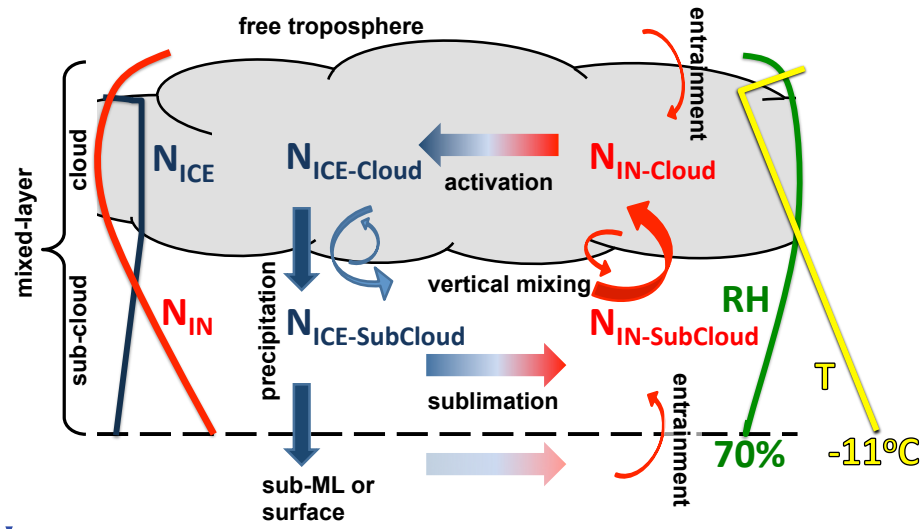 free troposphere
entrainment
mixed-layer
cloud
sub-cloud
N_ICE
N_ICE-Cloud
activation
N_IN-Cloud
N_IN
precipitation
vertical mixing
N_ICE-SubCloud
N_IN-SubCloud
RH
T
sublimation
entrainment
70%
-11°C
sub-ML or
surface